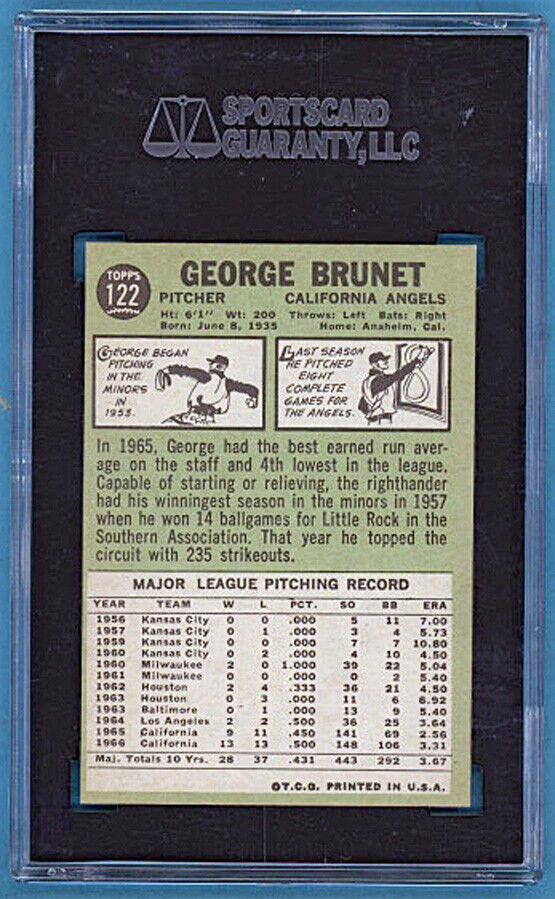 SPORTSCARD
GUARANTY, LLC
TOPPS
122
GEORGE BRUNET
PITCHER CALIFORNIA ANGELS
Ht: 6'1" Wt: 200 Throws: Left Bats: Right
Born: June 8, 1935 Home: Anaheim, Cal.
GEORGE BEGAN
PITCHING
IN THE
MINORS
IN
1953.
LAST SEASON
HE PITCHED
EIGHT
COMPLETE
GAMES FOR
THE ANGELS.
In 1965, George had the best earned run aver-
age on the staff and 4th lowest in the league.
Capable of starting or relieving, the righthander
had his winningest season in the minors in 1957
when he won 14 ballgames for Little Rock in the
Southern Association. That year he topped the
circuit with 235 strikeouts.
MAJOR LEAGUE PITCHING RECORD
YEAR TEAM W L PCT. SO BB ERA
1956 Kansas City 0 0 .000 5 11 7.00
1957 Kansas City 0 1 .000 3 4 5.73
1959 Kansas City 0 0 .000 7 7 10.80
1960 Kansas City 0 2 .000 4 10 4.50
1960 Milwaukee 2 0 1.000 39 22 5.04
1961 Milwaukee 0 0 .000 0 2 5.40
1962 Houston 2 4 .333 36 21 4.50
1963 Houston 0 3 .000 11 6 6.92
1963 Baltimore 0 1 .000 13 9 5.40
1964 Los Angeles 2 2 .500 36 25 3.64
1965 California 9 11 .450 141 69 2.56
1966 California 13 13 .500 148 106 3.31
Maj. Totals 10 Yrs. 28 37 .431 443 292 3.67
©T.C.G. PRINTED IN U.S.A.